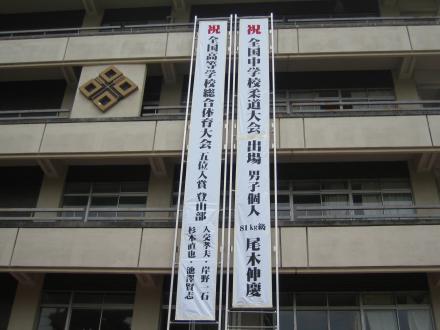 祝 全国中学校柔道大会 出場 男子個人 81kg級 尾木伸慶
祝 全国高等学校総合体育大会 五位入賞 登山部
人交孝夫・岸野一石
杉本直也・池澤賢志